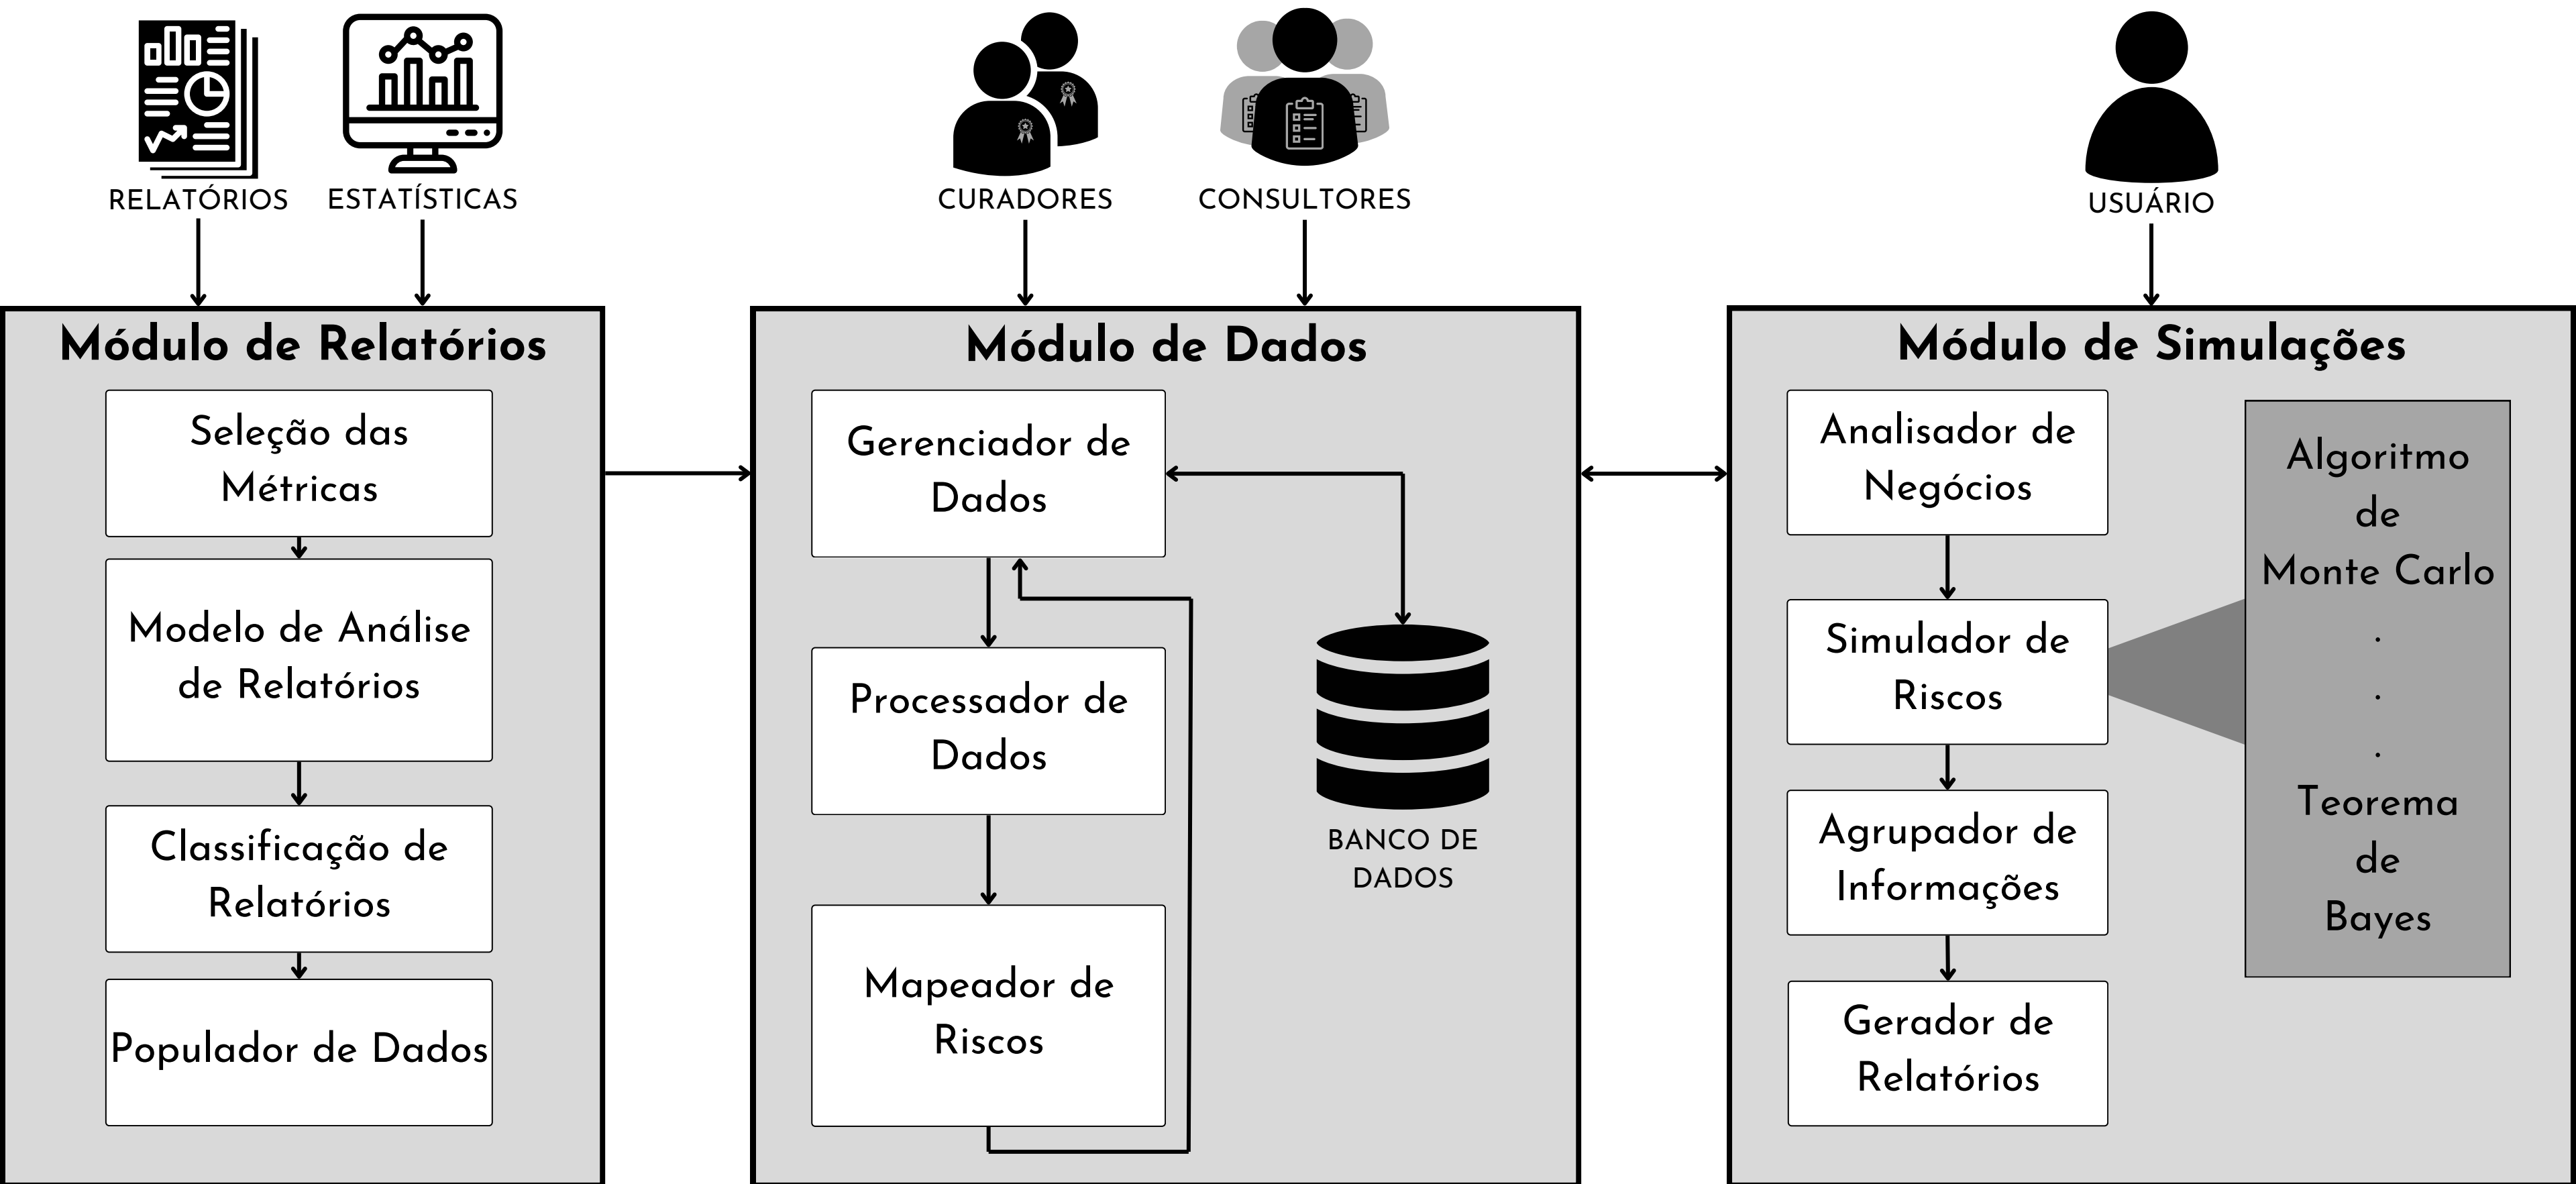 RELATÓRIOS
ESTATÍSTICAS
CURADORES
CONSULTORES
USUÁRIO
Módulo de Relatórios
Seleção das
Métricas
Modelo de Análise
de Relatórios
Classificação de
Relatórios
Populador de Dados
Módulo de Dados
Gerenciador de
Dados
Processador de
Dados
Mapeador de
Riscos
BANCO DE
DADOS
Módulo de Simulações
Analisador de
Negócios
Simulador de
Riscos
Agrupador de
Informações
Gerador de
Relatórios
Algoritmo
de
Monte Carlo
.
.
.
Teorema
de
Bayes